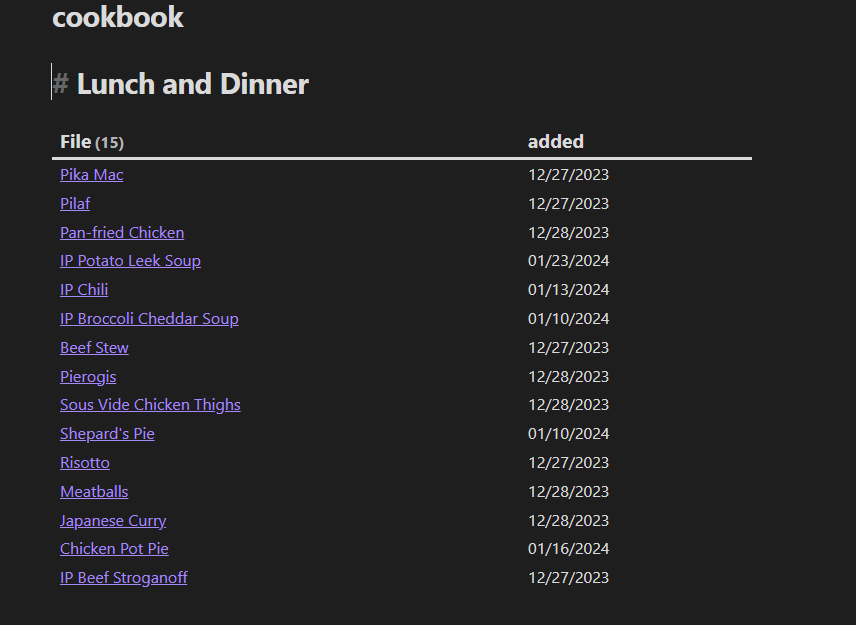 cookbook
# Lunch and Dinner
File (15) added
Pika Mac 12/27/2023
Pilaf 12/27/2023
Pan-fried Chicken 12/28/2023
IP Potato Leek Soup 01/23/2024
IP Chili 01/13/2024
IP Broccoli Cheddar Soup 01/10/2024
Beef Stew 12/27/2023
Pierogis 12/28/2023
Sous Vide Chicken Thighs 12/28/2023
Shepard's Pie 01/10/2024
Risotto 12/27/2023
Meatballs 12/28/2023
Japanese Curry 12/28/2023
Chicken Pot Pie 01/16/2024
IP Beef Stroganoff 12/27/2023